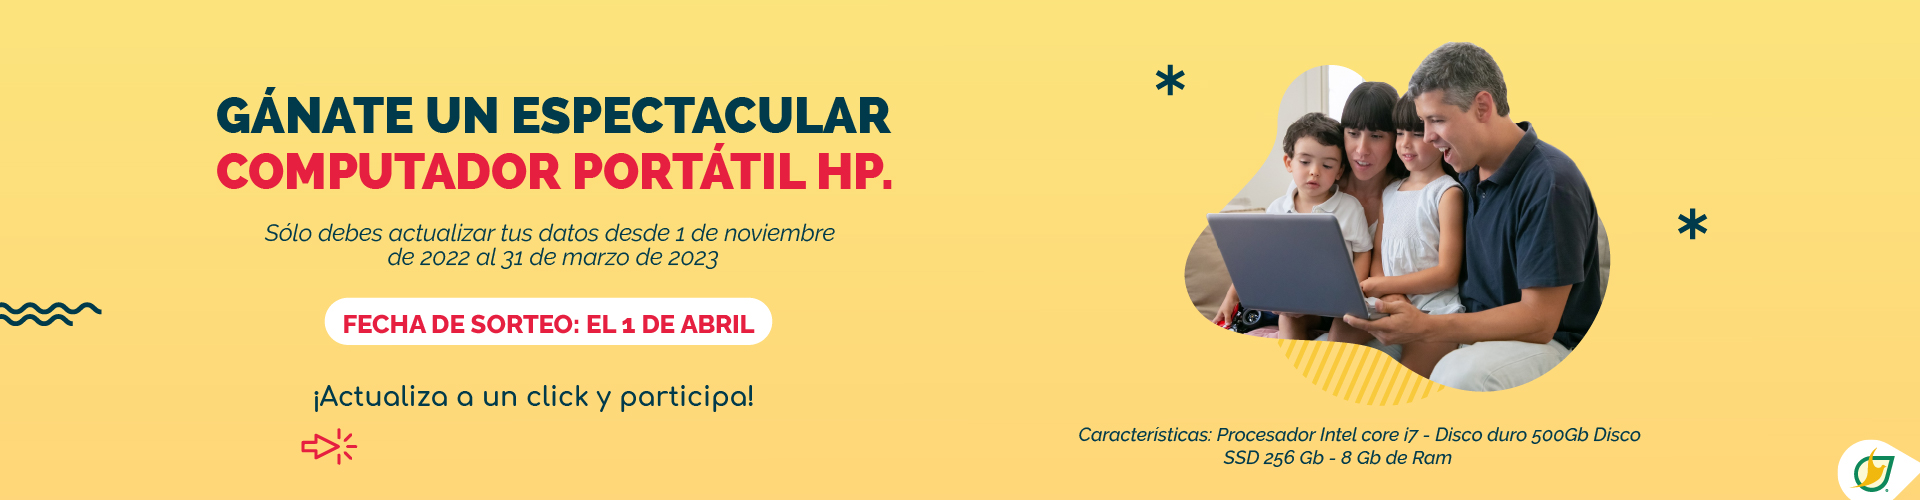 GÁNATE UN ESPECTACULAR
COMPUTADOR PORTÁTIL HP.
Sólo debes actualizar tus datos desde 1 de noviembre
de 2022 al 31 de marzo de 2023
FECHA DE SORTEO: EL 1 DE ABRIL
¡Actualiza a un click y participa!
Características: Procesador Intel core i7 - Disco duro 500Gb Disco
SSD 256 Gb - 8 Gb de Ram